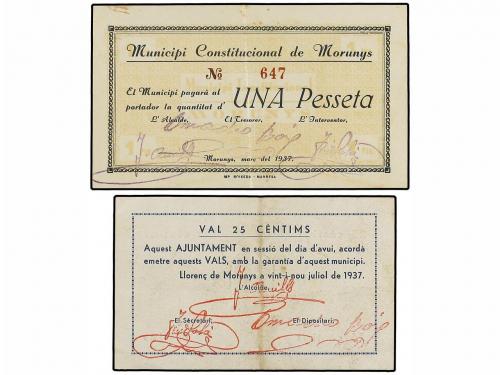 Municipi Constitucional de Morunys
No 647
El Municipi pagarà al
portador la quantitat d' UNA Pesseta
L'Alcalde, El Tresorer, L'Interventor,
Morunys, març del 1937.
VAL 25 CÈNTIMS
Aquest AJUNTAMENT en sessió del dia d'avui, acordà
emetre aquests VALS, amb la garantia d'aquest municipi.
Llorenç de Morunys a vint-i-nou juliol de 1937.
L'Alcalde,
El Secretari, El Dipositari,